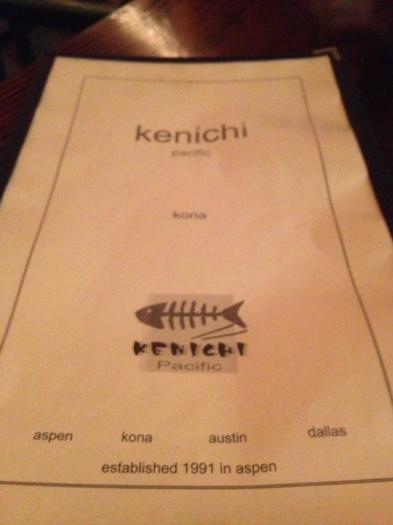 kenichi
pacific
kona
KENICHI
Pacific
aspen kona austin dallas
established 1991 in aspen